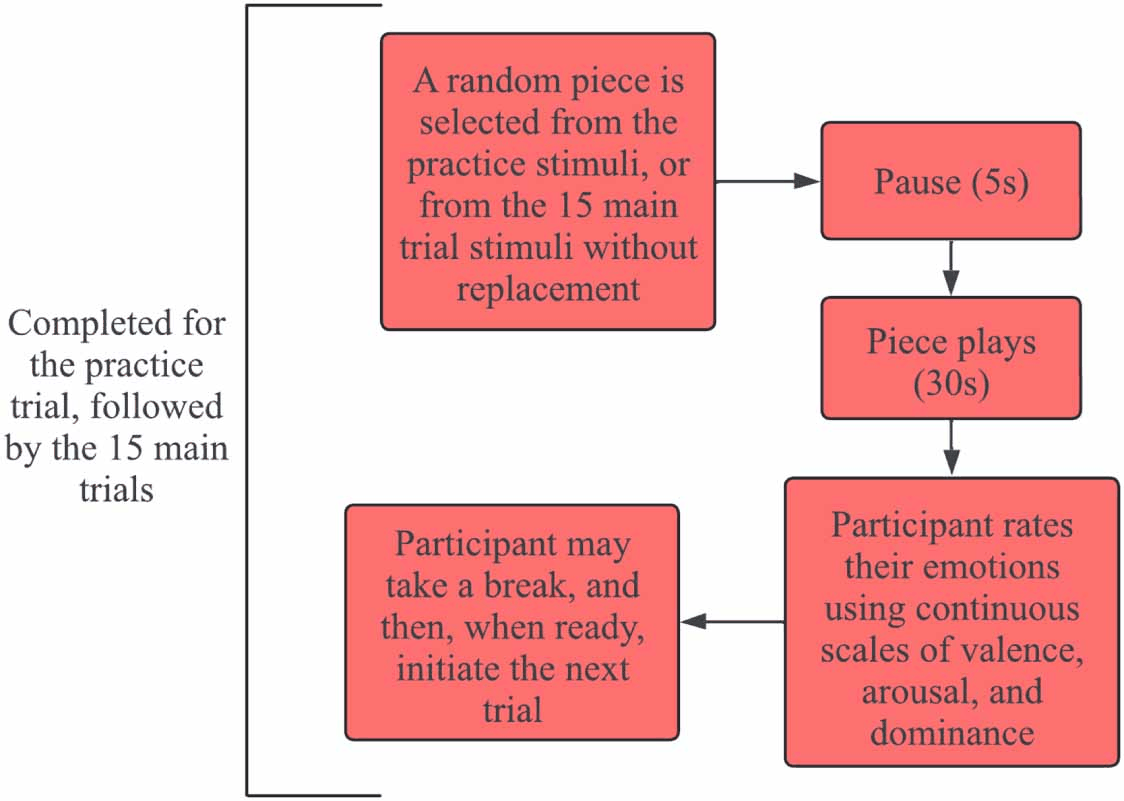 Completed for
the practice
trial, followed
by the 15 main
trials
A random piece is
selected from the
practice stimuli, or
from the 15 main
trial stimuli without
replacement
Pause (5s)
Piece plays
(30s)
Participant rates
their emotions
using continuous
scales of valence,
arousal, and
dominance
Participant may
take a break, and
then, when ready,
initiate the next
trial